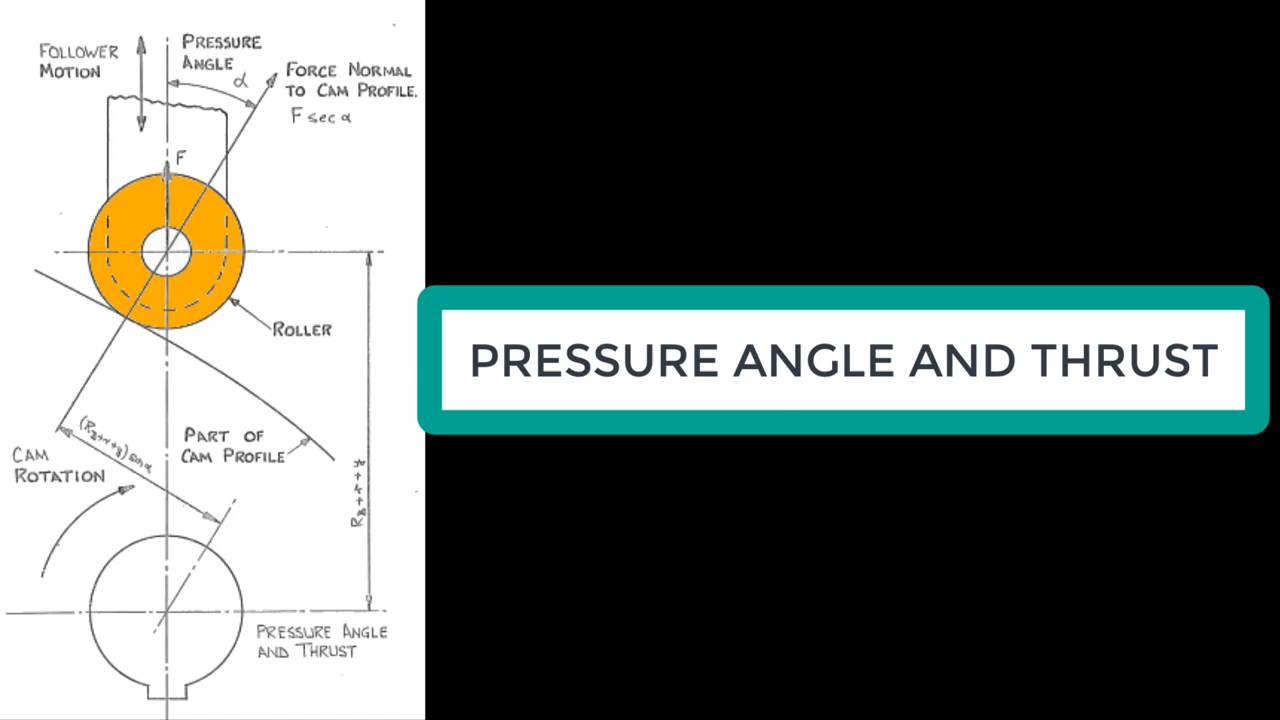 FOLLOWER
MOTION
PRESSURE
ANGLE
α
FORCE NORMAL
TO CAM PROFILE.
F sec α
F
ROLLER
PRESSURE ANGLE AND THRUST
PART OF
CAM PROFILE
CAM
ROTATION
PRESSURE ANGLE
AND THRUST